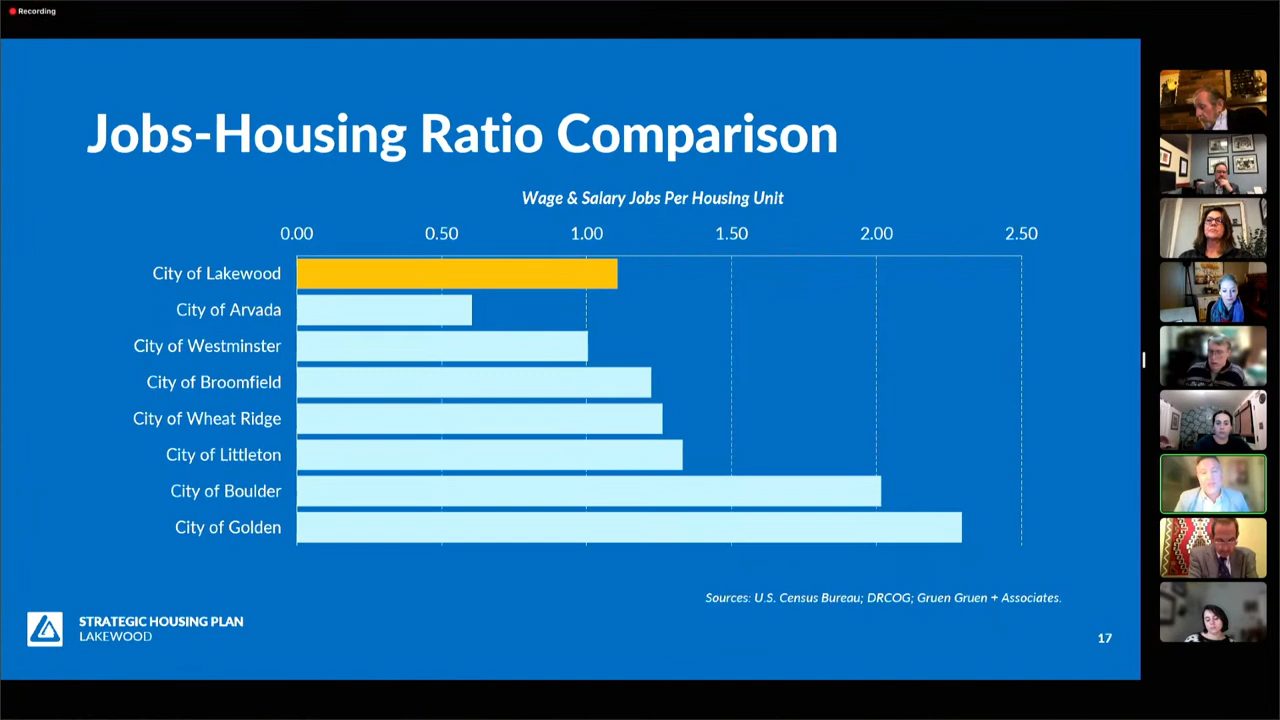 Recording
Jobs-Housing Ratio Comparison
Wage & Salary Jobs Per Housing Unit
0.00 0.50 1.00 1.50 2.00 2.50
City of Lakewood
City of Arvada
City of Westminster
City of Broomfield
City of Wheat Ridge
City of Littleton
City of Boulder
City of Golden
Sources: U.S. Census Bureau; DRCOG; Gruen Gruen + Associates.
STRATEGIC HOUSING PLAN
LAKEWOOD
17